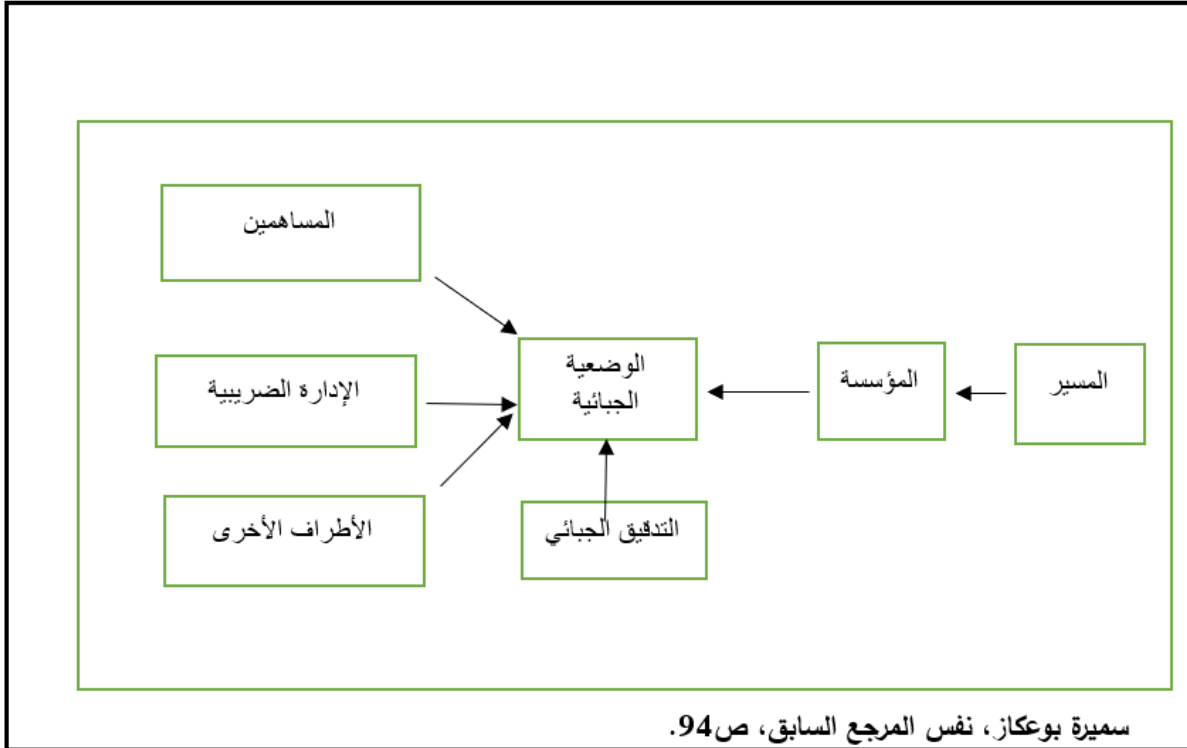 المساهمين
الوضعية
الجبائية
المؤسسة
المسير
الإدارة الضريبية
التدقيق الجبائي
الأطراف الأخرى
سميرة بوعكاز، نفس المرجع السابق، ص94.